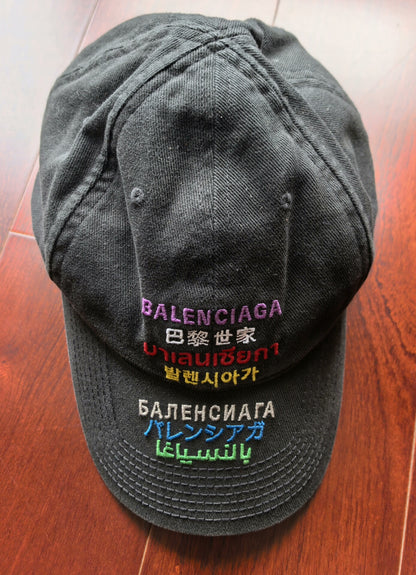 BALENCIAGA
巴黎世家
บาเลนเซียกา
발렌시아가
БАЛЕНСИАГА
バレンシアガ
بالنسياغا